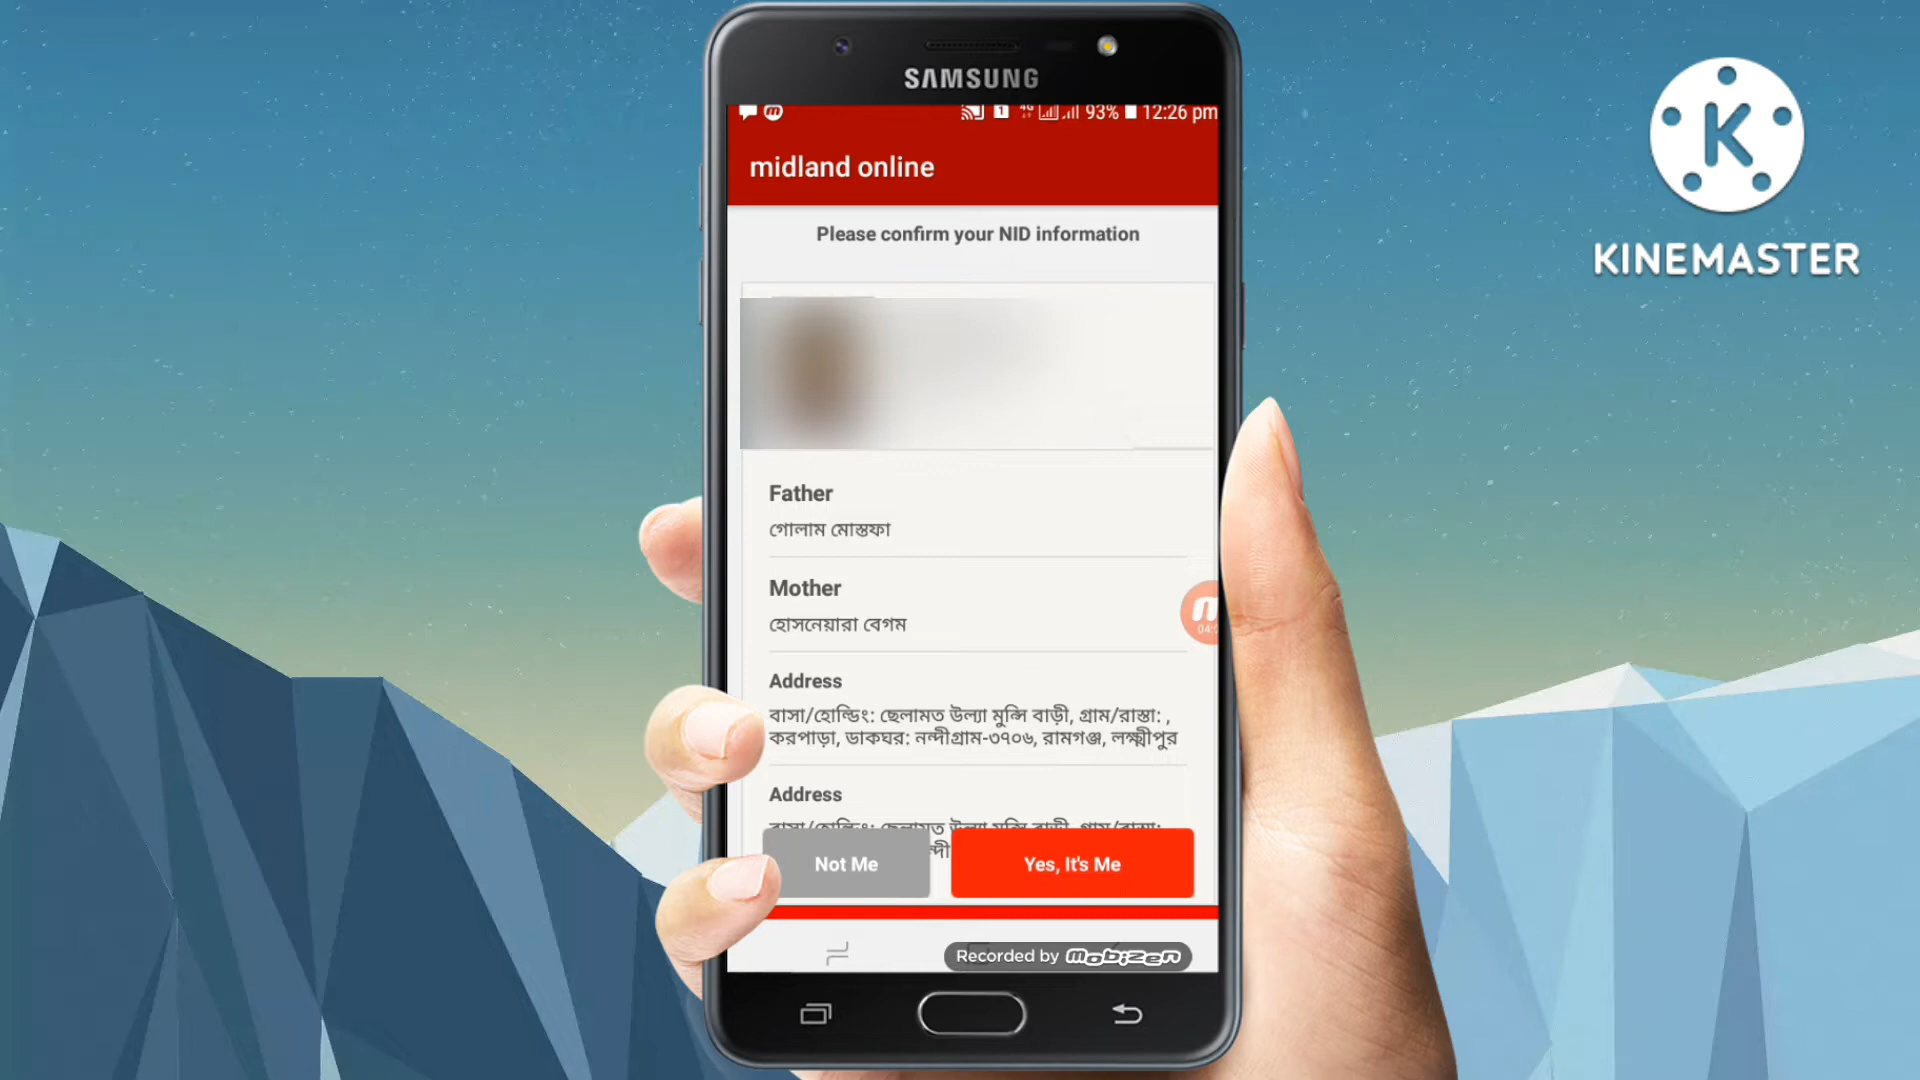 SAMSUNG
93% 12:26 pm
midland online
Please confirm your NID information
Father
গোলাম মোস্তফা
Mother
হোসনেয়ারা বেগম
Address
বাসা/হোল্ডিং: ছেলামত উল্যা মুন্সি বাড়ী, গ্রাম/রাস্তা: ,
করপাড়া, ডাকঘর: নন্দীগ্রাম-৩৭০৬, রামগঞ্জ, লক্ষ্মীপুর
Address
Not Me
Yes, It's Me
Recorded by mobizen
K
KINEMASTER